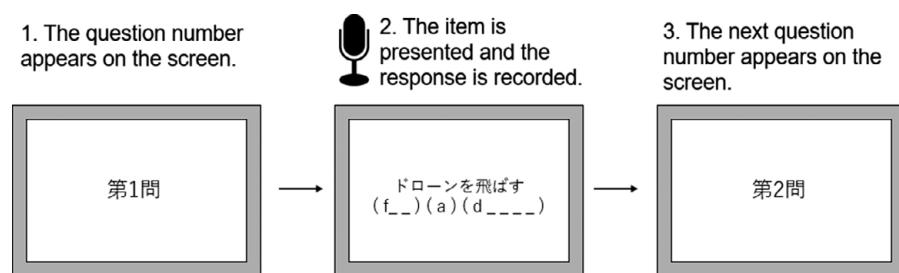 1. The question number
appears on the screen.
2. The item is
presented and the
response is recorded.
3. The next question
number appears on the
screen.
第1問
ドローンを飛ばす
( f_ _ ) ( a ) ( d _ _ _ _ )
第2問